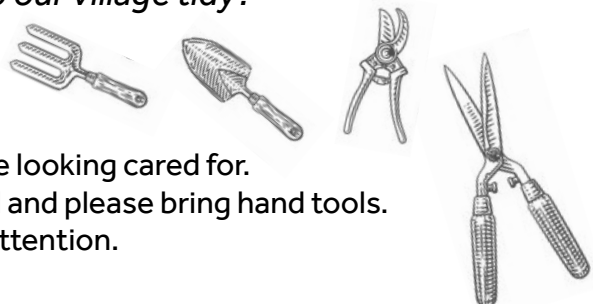 our village tidy?
e looking cared for.
and please bring hand tools.
ttention.